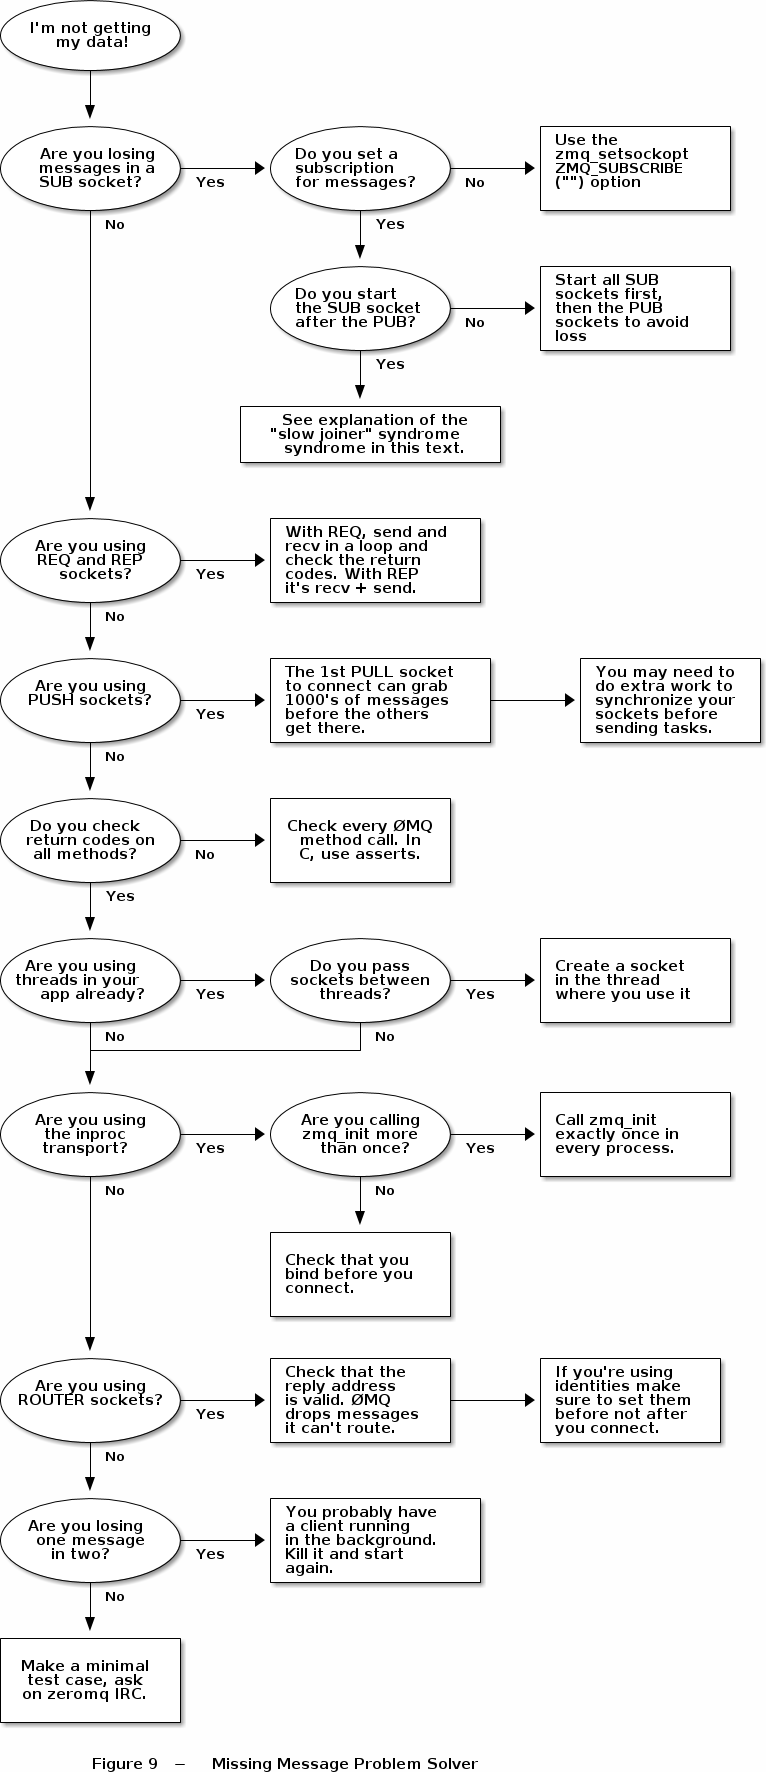 I'm not getting
my data!
Are you losing
messages in a
SUB socket?
Yes
No
Do you set a
subscription
for messages?
No
Yes
Use the
zmq_setsockopt
ZMQ_SUBSCRIBE
("") option
Do you start
the SUB socket
after the PUB?
No
Yes
Start all SUB
sockets first,
then the PUB
sockets to avoid
loss
See explanation of the
"slow joiner" syndrome
syndrome in this text.
Are you using
REQ and REP
sockets?
Yes
No
With REQ, send and
recv in a loop and
check the return
codes. With REP
it's recv + send.
Are you using
PUSH sockets?
Yes
No
The 1st PULL socket
to connect can grab
1000's of messages
before the others
get there.
You may need to
do extra work to
synchronize your
sockets before
sending tasks.
Do you check
return codes on
all methods?
No
Yes
Check every ØMQ
method call. In
C, use asserts.
Are you using
threads in your
app already?
Yes
No
Do you pass
sockets between
threads?
Yes
No
Create a socket
in the thread
where you use it
Are you using
the inproc
transport?
Yes
No
Are you calling
zmq_init more
than once?
Yes
No
Call zmq_init
exactly once in
every process.
Check that you
bind before you
connect.
Are you using
ROUTER sockets?
Yes
No
Check that the
reply address
is valid. ØMQ
drops messages
it can't route.
If you're using
identities make
sure to set them
before not after
you connect.
Are you losing
one message
in two?
Yes
No
You probably have
a client running
in the background.
Kill it and start
again.
Make a minimal
test case, ask
on zeromq IRC.
Figure 9 – Missing Message Problem Solver